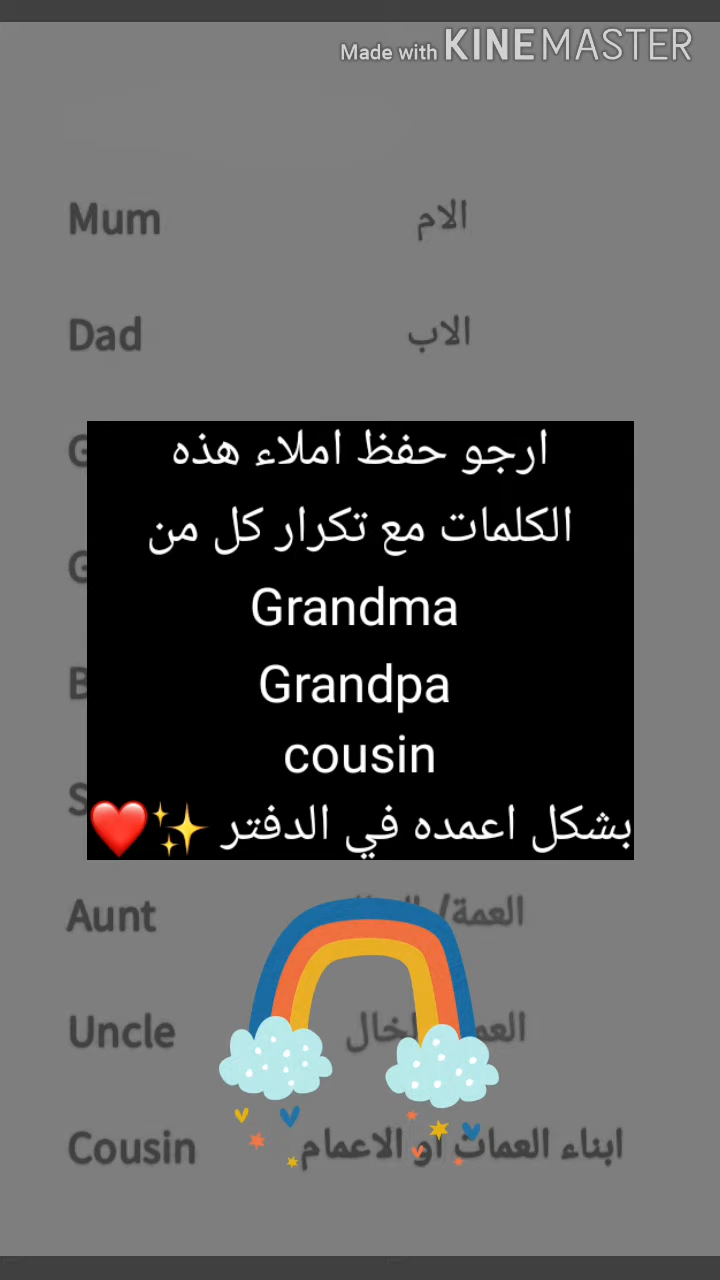 Made with KINEMASTER
Mum الام
Dad الاب
ارجو حفظ املاء هذه
الكلمات مع تكرار كل من
Grandma
Grandpa
cousin
بشكل اعمده في الدفتر ✨❤️
Aunt العمة/
Uncle
Cousin ابناء العمات او الاعمام